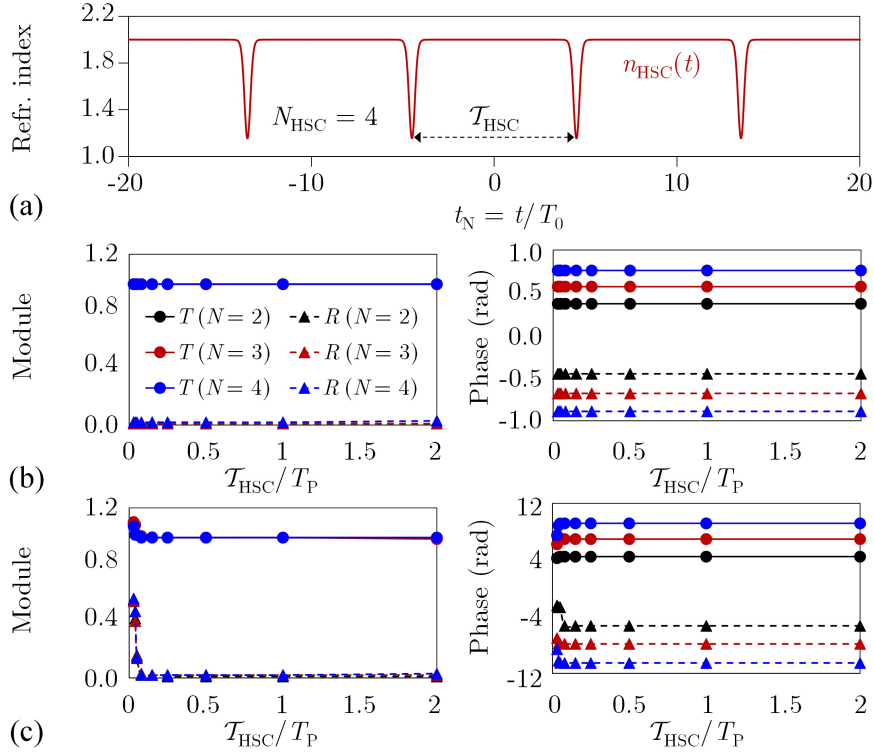 2.2
1.8
1.4
1.0
Refr. index
n_HSC(t)
N_HSC = 4
𝒯_HSC
-20
-10
0
10
20
t_N = t/T_0
(a)
1.2
0.8
0.4
0.0
Module
T (N = 2) R (N = 2)
T (N = 3) R (N = 3)
T (N = 4) R (N = 4)
0 0.5 1 1.5 2
𝒯_HSC/T_P
1.0
0.5
0.0
-0.5
-1.0
Phase (rad)
0 0.5 1 1.5 2
𝒯_HSC/T_P
(b)
1.2
0.8
0.4
0.0
Module
0 0.5 1 1.5 2
𝒯_HSC/T_P
12
4
-4
-12
Phase (rad)
0 0.5 1 1.5 2
𝒯_HSC/T_P
(c)